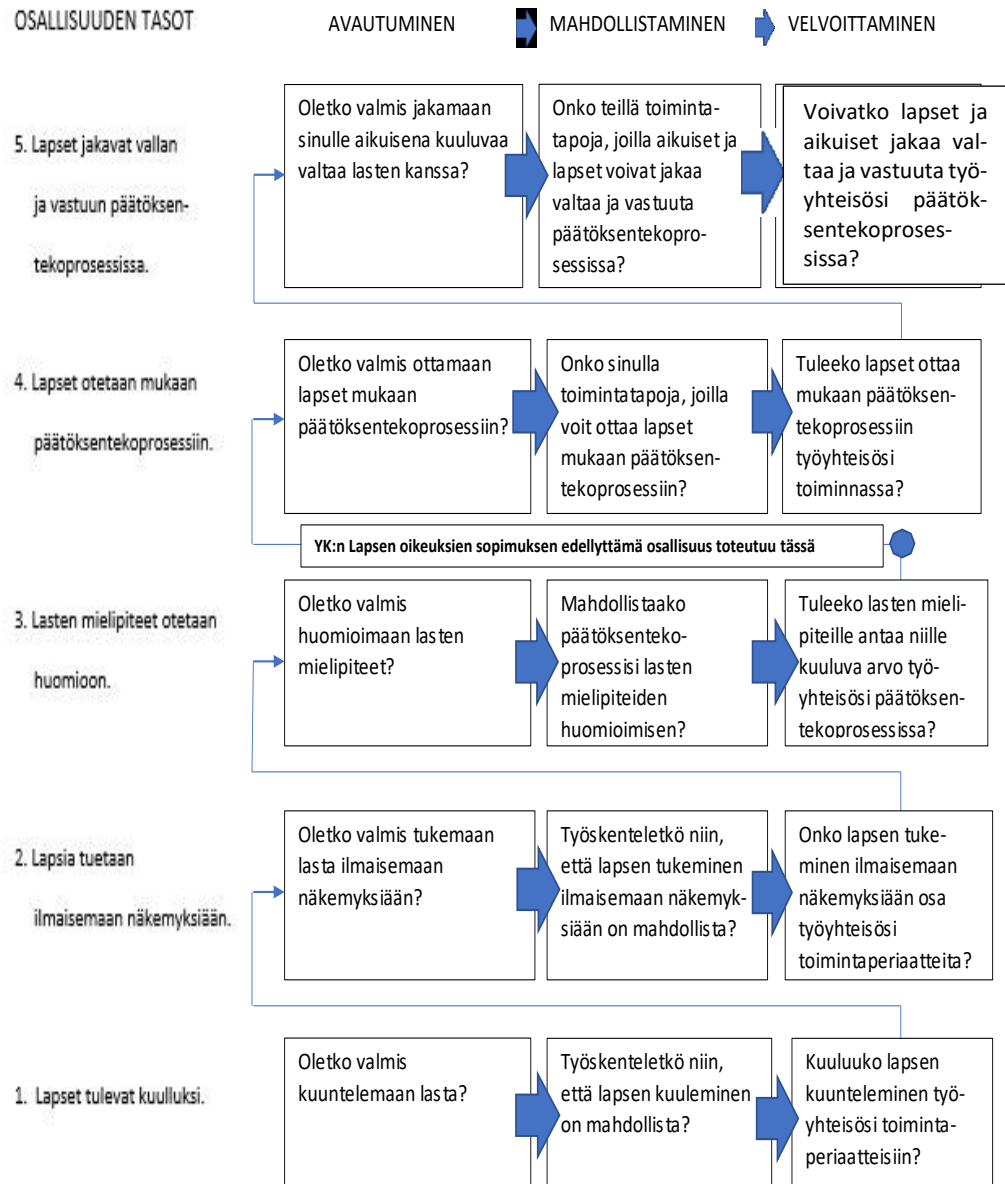 OSALLISUUDEN TASOT
AVAUTUMINEN
MAHDOLLISTAMINEN
VELVOITTAMINEN
5. Lapset jakavat vallan
ja vastuun päätöksen-
tekoprosessissa.
Oletko valmis jakamaan
sinulle aikuisena kuuluvaa
valtaa lasten kanssa?
Onko teillä toiminta-
tapoja, joilla aikuiset ja
lapset voivat jakaa
valtaa ja vastuuta
päätöksentekopro-
sessissa?
Voivatko lapset ja
aikuiset jakaa val-
taa ja vastuuta työ-
yhteisösi päätök-
sentekoproses-
sissa?
4. Lapset otetaan mukaan
päätöksentekoprosessiin.
Oletko valmis ottamaan
lapset mukaan
päätöksentekoprosessiin?
Onko sinulla
toimintatapoja, joilla
voit ottaa lapset
mukaan päätöksen-
tekoprosessiin?
Tuleeko lapset ottaa
mukaan päätöksen-
tekoprosessiin
työyhteisösi
toiminnassa?
YK:n Lapsen oikeuksien sopimuksen edellyttämä osallisuus toteutuu tässä
3. Lasten mielipiteet otetaan
huomioon.
Oletko valmis
huomioimaan lasten
mielipiteet?
Mahdollistaako
päätöksenteko-
prosessisi lasten
mielipiteiden
huomioimisen?
Tuleeko lasten mieli-
piteille antaa niille
kuuluva arvo työ-
yhteisösi päätöksen-
tekoprosessissa?
2. Lapsia tuetaan
ilmaisemaan näkemyksiään.
Oletko valmis tukemaan
lasta ilmaisemaan
näkemyksiään?
Työskenteletkö niin,
että lapsen tukeminen
ilmaisemaan näkemyk-
siään on mahdollista?
Onko lapsen tuke-
minen ilmaisemaan
näkemyksiään osa
työyhteisösi
toimintaperiaatteita?
1. Lapset tulevat kuulluksi.
Oletko valmis
kuuntelemaan lasta?
Työskenteletkö niin,
että lapsen kuuleminen
on mahdollista?
Kuuluuko lapsen
kuunteleminen työ-
yhteisösi toiminta-
periaatteisiin?